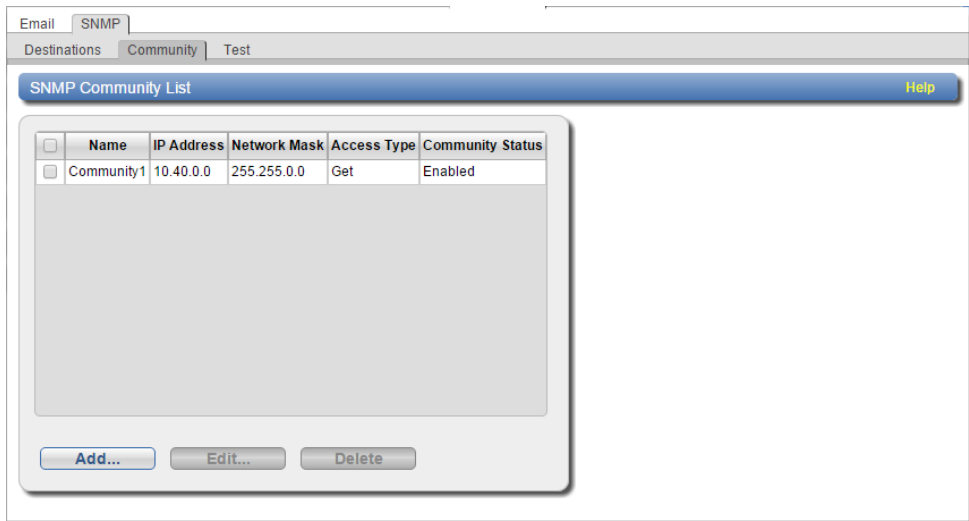 Email SNMP
Destinations Community Test
SNMP Community List Help
Name IP Address Network Mask Access Type Community Status
Community1 10.40.0.0 255.255.0.0 Get Enabled
Add... Edit... Delete